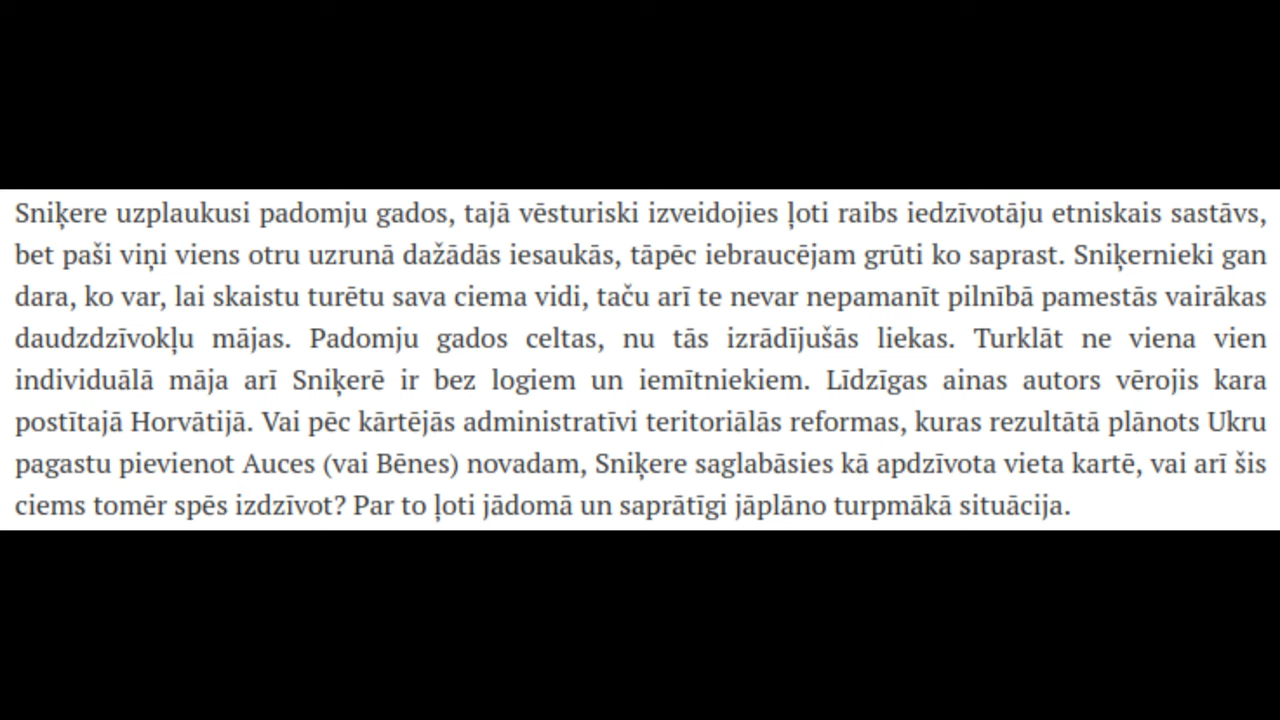 Sniķere uzplaukusi padomju gados, tajā vēsturiski izveidojies ļoti raibs iedzīvotāju etniskais sastāvs,
bet paši viņi viens otru uzrunā dažādās iesaukās, tāpēc iebraucējam grūti ko saprast. Sniķernieki gan
dara, ko var, lai skaistu turētu sava ciema vidi, taču arī te nevar nepamanīt pilnībā pamestās vairākas
daudzdzīvokļu mājas. Padomju gados celtas, nu tās izrādījušās liekas. Turklāt ne viena vien
individuālā māja arī Sniķerē ir bez logiem un iemītniekiem. Līdzīgas ainas autors vērojis kara
postītajā Horvātijā. Vai pēc kārtējās administratīvi teritoriālās reformas, kuras rezultātā plānots Ukru
pagastu pievienot Auces (vai Bēnes) novadam, Sniķere saglabāsies kā apdzīvota vieta kartē, vai arī šis
ciems tomēr spēs izdzīvot? Par to ļoti jādomā un saprātīgi jāplāno turpmākā situācija.